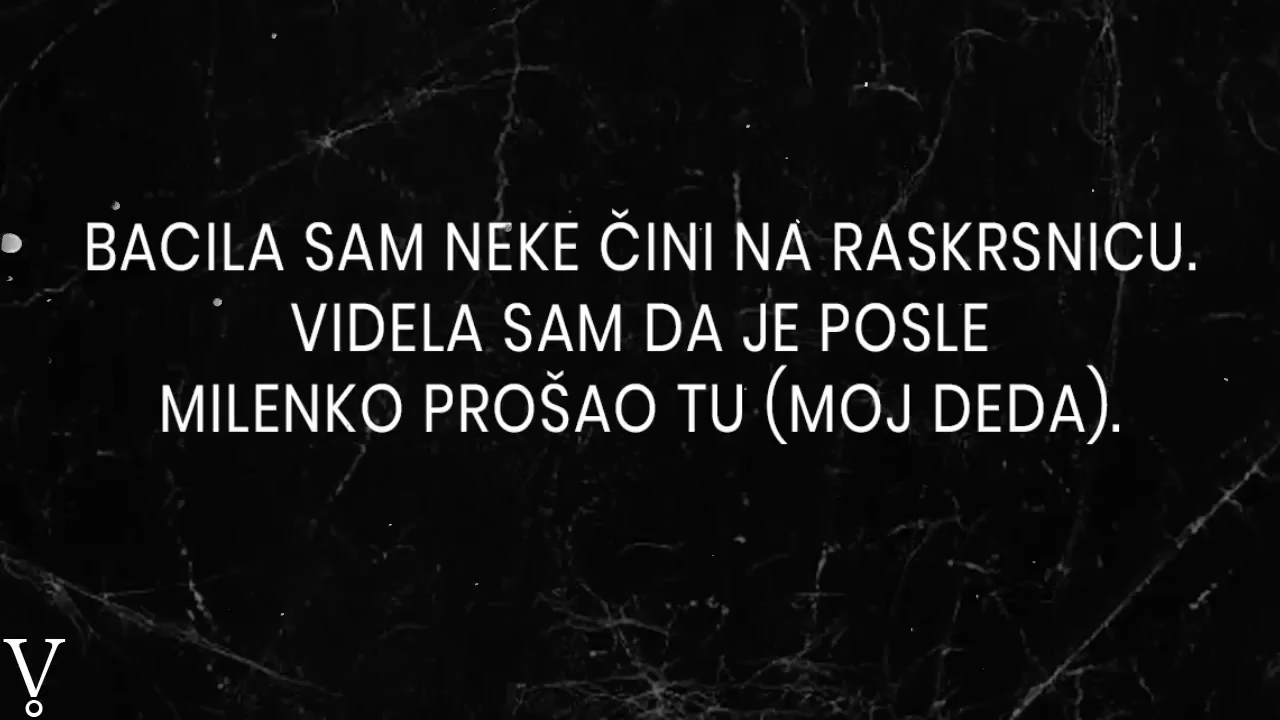 BACILA SAM NEKE ČINI NA RASKRSNICU.
VIDELA SAM DA JE POSLE
MILENKO PROŠAO TU (MOJ DEDA).
V